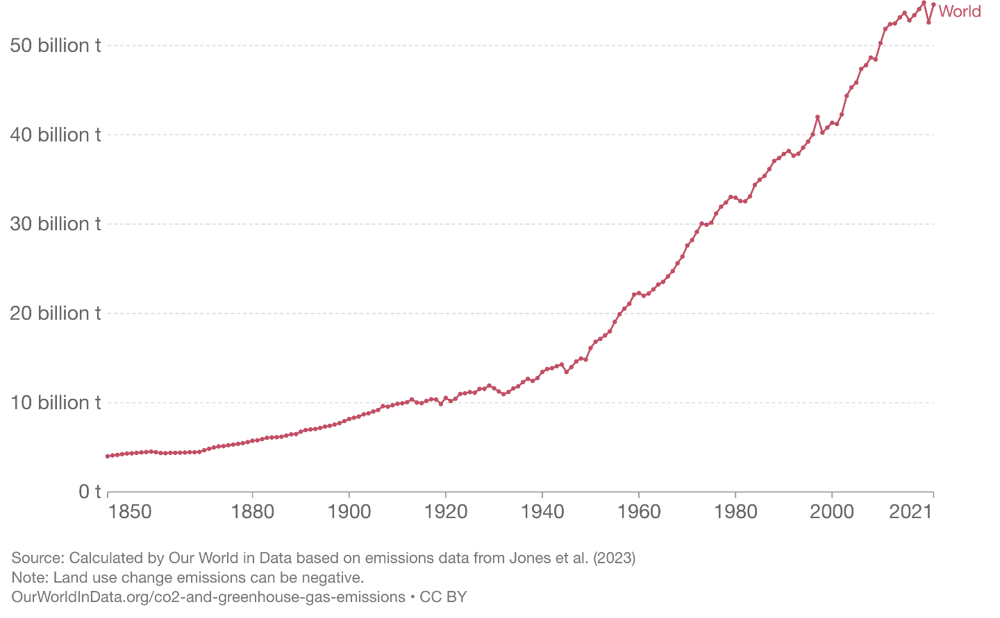 World
50 billion t
40 billion t
30 billion t
20 billion t
10 billion t
0 t
1850 1880 1900 1920 1940 1960 1980 2000 2021
Source: Calculated by Our World in Data based on emissions data from Jones et al. (2023)
Note: Land use change emissions can be negative.
OurWorldInData.org/co2-and-greenhouse-gas-emissions • CC BY